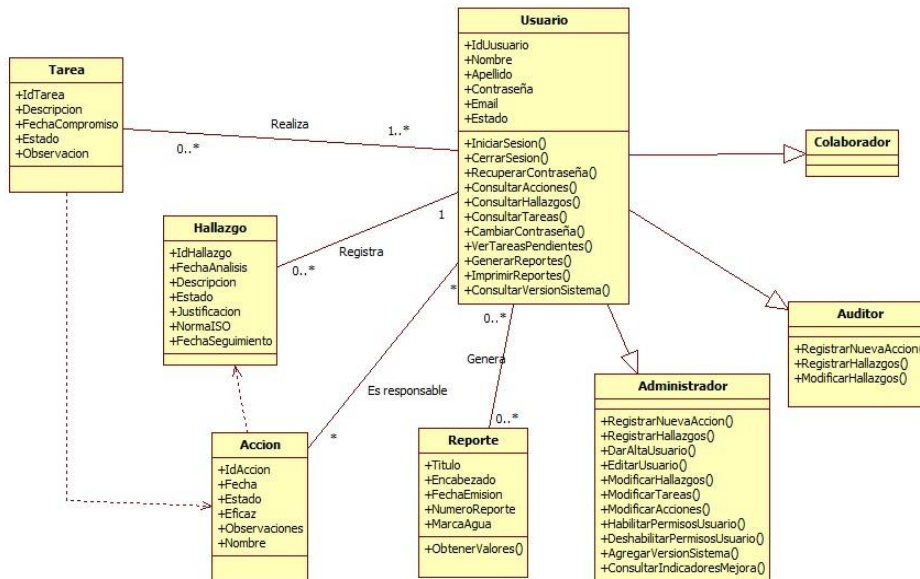 Usuario
+IdUusuario
+Nombre
+Apellido
+Contraseña
+Email
+Estado
+IniciarSesion()
+CerrarSesion()
+RecuperarContraseña()
+ConsultarAcciones()
+ConsultarHallazgos()
+ConsultarTareas()
+CambiarContraseña()
+VerTareasPendientes()
+GenerarReportes()
+ImprimirReportes()
+ConsultarVersionSistema()
Tarea
+IdTarea
+Descripcion
+FechaCompromiso
+Estado
+Observacion
Realiza
0..*
1..*
Colaborador
Hallazgo
+IdHallazgo
+FechaAnalisis
+Descripcion
+Estado
+Justificacion
+NormaISO
+FechaSeguimiento
1
0..*
Registra
Auditor
+RegistrarNuevaAccion()
+RegistrarHallazgos()
+ModificarHallazgos()
*
Es responsable
*
0..*
Genera
0..*
Administrador
+RegistrarNuevaAccion()
+RegistrarHallazgos()
+DarAltaUsuario()
+EditarUsuario()
+ModificarHallazgos()
+ModificarTareas()
+ModificarAcciones()
+HabilitarPermisosUsuario()
+DeshabilitarPermisosUsuario()
+AgregarVersionSistema()
+ConsultarIndicadoresMejora()
Accion
+IdAccion
+Fecha
+Estado
+Eficaz
+Observaciones
+Nombre
Reporte
+Titulo
+Encabezado
+FechaEmision
+NumeroReporte
+MarcaAgua
+ObtenerValores()